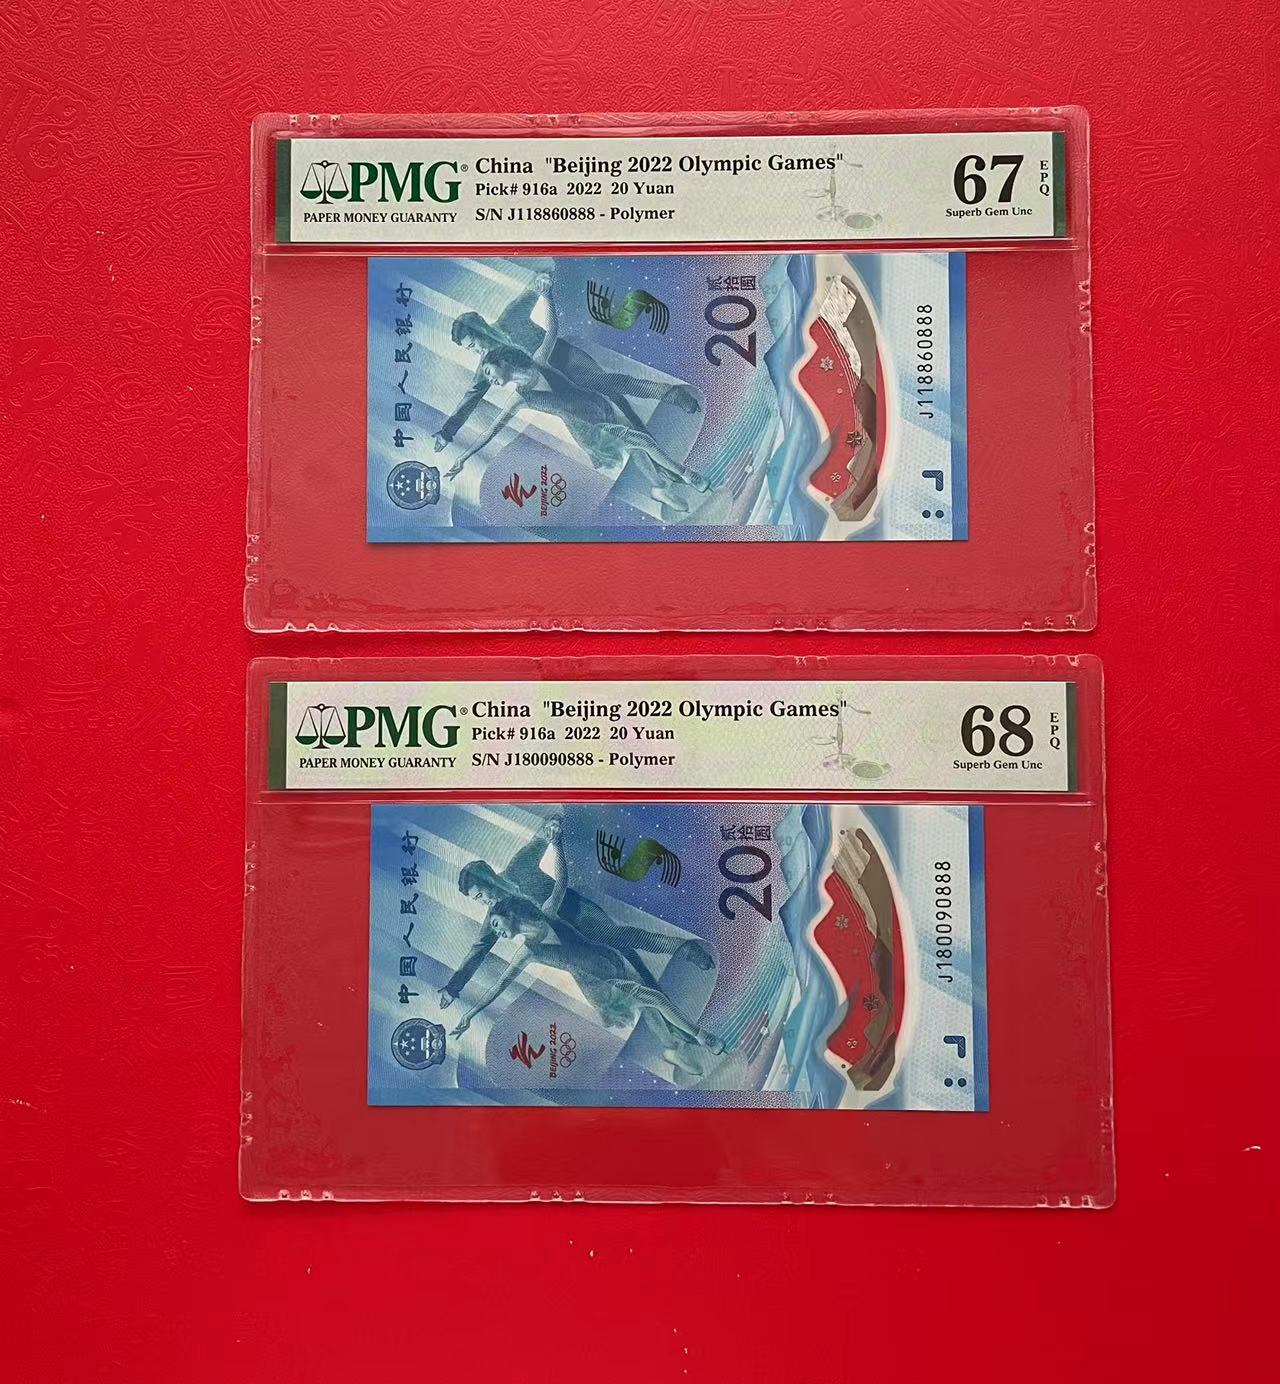 PMG®
PAPER MONEY GUARANTY
China "Beijing 2022 Olympic Games"
Pick# 916a 2022 20 Yuan
S/N J118860888 - Polymer
67
EPQ
Superb Gem Unc
中国人民银行
贰拾圆
20
BEIJING 2022
J118860888
PMG®
PAPER MONEY GUARANTY
China "Beijing 2022 Olympic Games"
Pick# 916a 2022 20 Yuan
S/N J180090888 - Polymer
68
EPQ
Superb Gem Unc
中国人民银行
贰拾圆
20
BEIJING 2022
J180090888